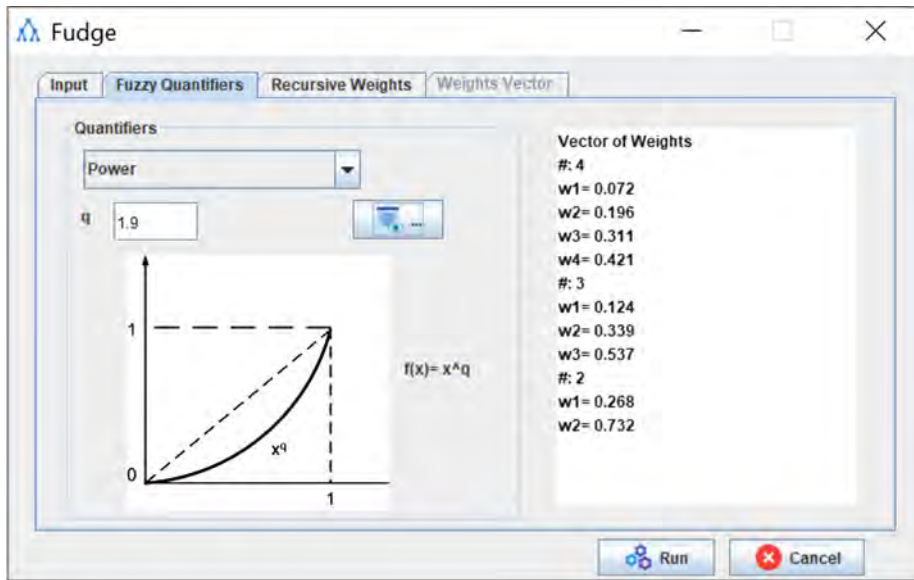 Fudge
Input Fuzzy Quantifiers Recursive Weights Weights Vector
Quantifiers
Power
q 1.9 ...
1
f(x)= x^q
xq
0
1
Vector of Weights
#: 4
w1= 0.072
w2= 0.196
w3= 0.311
w4= 0.421
#: 3
w1= 0.124
w2= 0.339
w3= 0.537
#: 2
w1= 0.268
w2= 0.732
Run Cancel